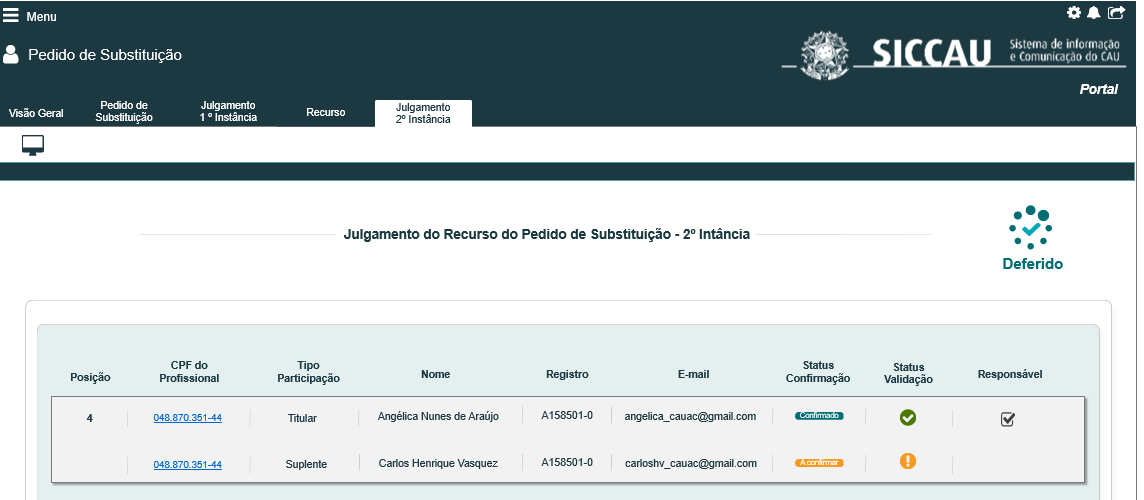 Menu
Pedido de Substituição
SICCAU
Sistema de informação
e Comunicação do CAU
Portal
Visão Geral
Pedido de
Substituição
Julgamento
1 º Instância
Recurso
Julgamento
2º Instância
Julgamento do Recurso do Pedido de Substituição - 2º Intância
Deferido
Posição
CPF do
Profissional
Tipo
Participação
Nome
Registro
E-mail
Status
Confirmação
Status
Validação
Responsável
4 048.870.351-44 Titular Angélica Nunes de Araújo A158501-0 angelica_cauac@gmail.com Confirmado
048.870.351-44 Suplente Carlos Henrique Vasquez A158501-0 carloshv_cauac@gmail.com A confirmar